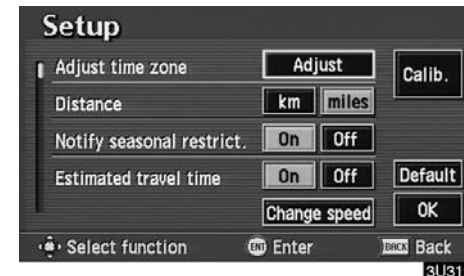 Setup
Adjust time zone Adjust Calib.
Distance km miles
Notify seasonal restrict. On Off
Estimated travel time On Off Default
Change speed OK
Select function ENT Enter BACK Back
3U31